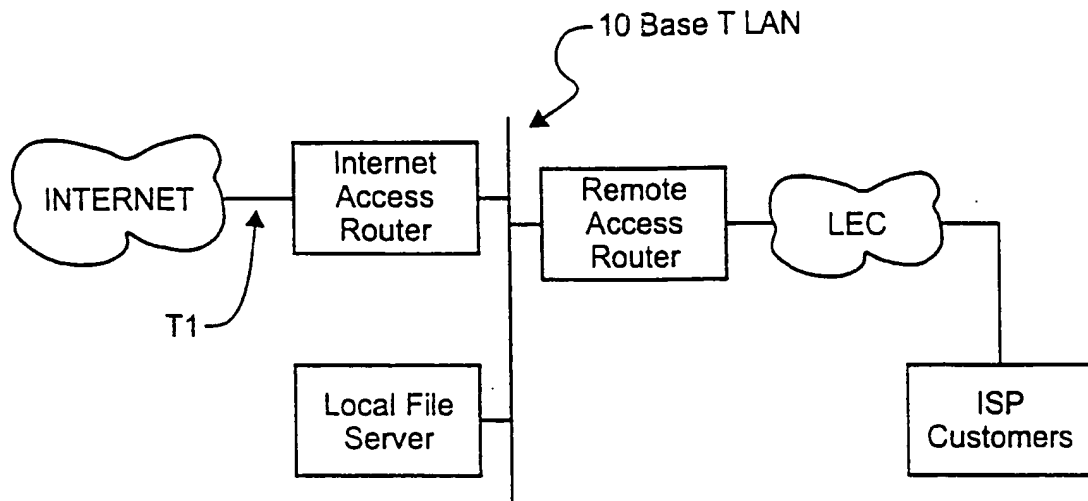 10 Base T LAN
INTERNET
Internet
Access
Router
Remote
Access
Router
LEC
T1
Local File
Server
ISP
Customers